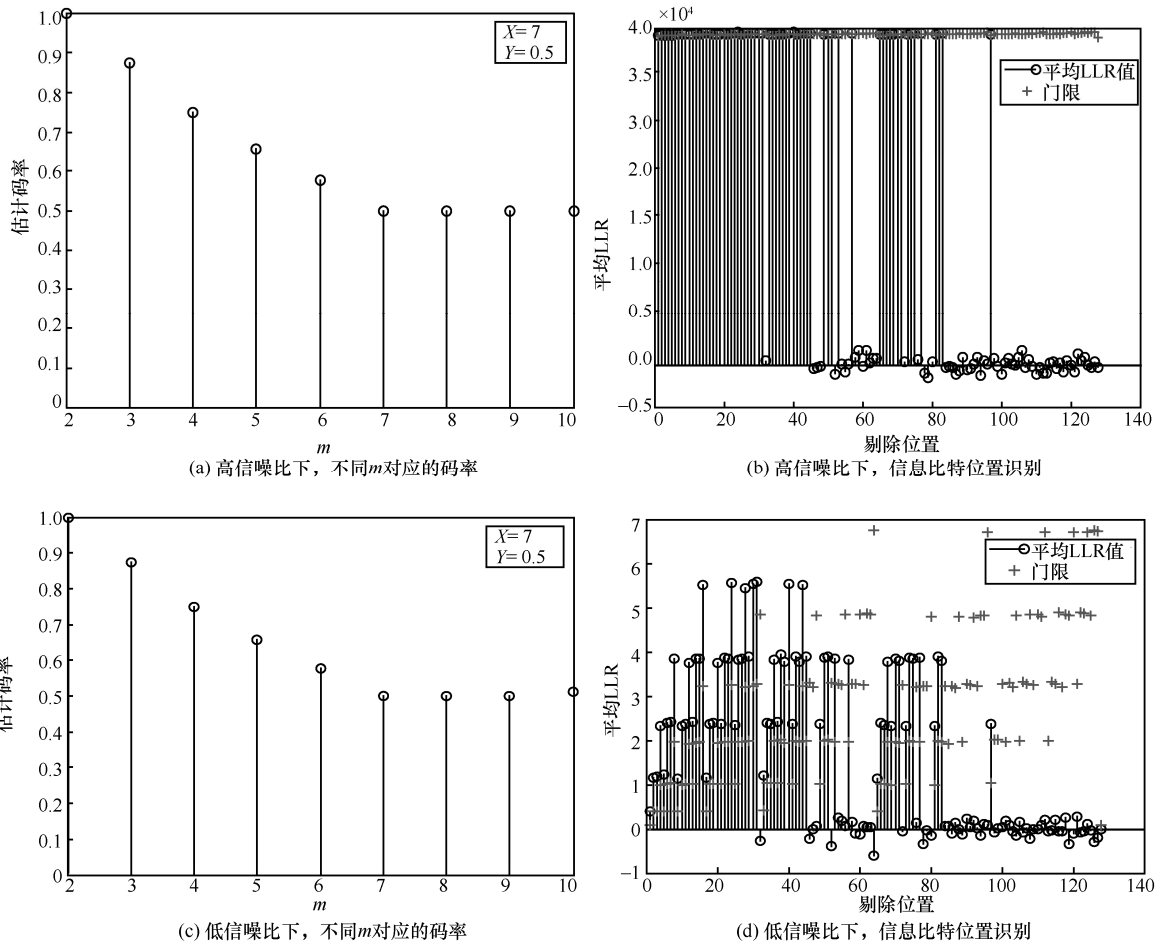 1.0
0.9
0.8
0.7
0.6
0.5
0.4
0.3
0.2
0.1
0
估计码率
X= 7
Y= 0.5
2 3 4 5 6 7 8 9 10
m
(a) 高信噪比下，不同m对应的码率
×10⁴
4.0
3.0
2.0
1.5
1.0
0.5
0.0
−0.5
平均LLR
平均LLR值
门限
0 20 40 60 80 100 120 140
剔除位置
(b) 高信噪比下，信息比特位置识别
1.0
0.9
0.8
0.7
0.6
0.5
0.4
0.3
0.2
0.1
0
估计码率
X= 7
Y= 0.5
2 3 4 5 6 7 8 9 10
m
(c) 低信噪比下，不同m对应的码率
7
6
5
4
3
2
1
0
−1
平均LLR
平均LLR值
门限
0 20 40 60 80 100 120 140
剔除位置
(d) 低信噪比下，信息比特位置识别